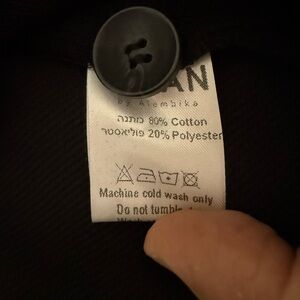 by Alembika
כותנה 80% Cotton
פוליאסטר 20% Polyester
Machine cold wash only
Do not tumble